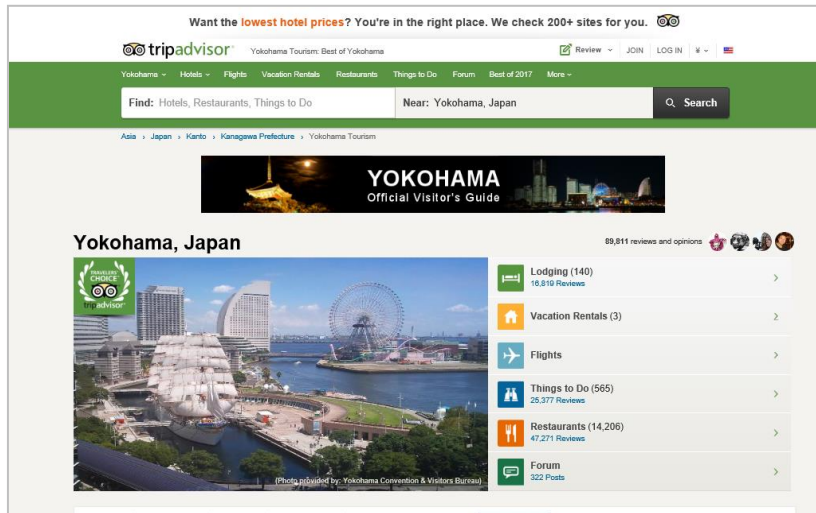 Want the lowest hotel prices? You're in the right place. We check 200+ sites for you.
tripadvisor Yokohama Tourism: Best of Yokohama Review JOIN LOG IN ¥
Yokohama Hotels Flights Vacation Rentals Restaurants Things to Do Forum Best of 2017 More
Find: Hotels, Restaurants, Things to Do Near: Yokohama, Japan Search
Asia › Japan › Kanto › Kanagawa Prefecture › Yokohama Tourism
YOKOHAMA
Official Visitor's Guide
Yokohama, Japan
89,811 reviews and opinions
TRAVELERS'
CHOICE
tripadvisor
(Photo provided by: Yokohama Convention & Visitors Bureau)
Lodging (140)
16,819 Reviews
Vacation Rentals (3)
Flights
Things to Do (565)
25,377 Reviews
Restaurants (14,206)
47,271 Reviews
Forum
322 Posts